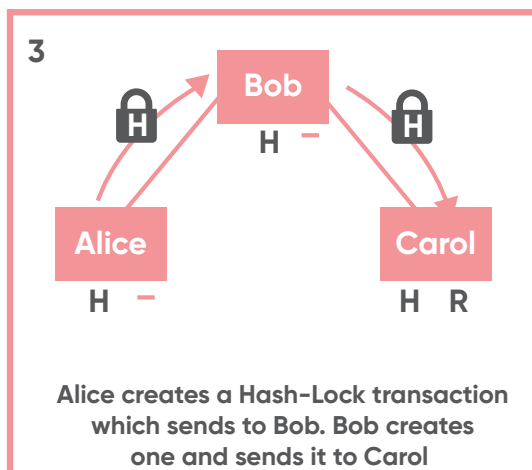 3
Bob
H
H
H –
Alice
Carol
H –
H R
Alice creates a Hash-Lock transaction
which sends to Bob. Bob creates
one and sends it to Carol